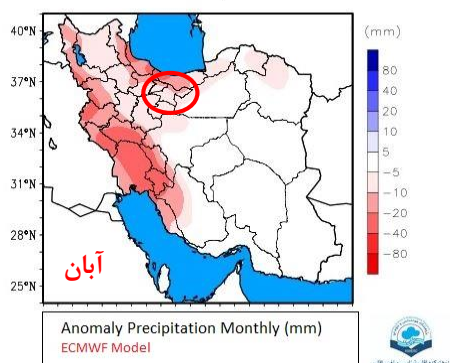 (mm)
40°N
37°N
34°N
31°N
28°N
25°N
80
40
20
10
5
−5
−10
−20
−40
−80
آبان
Anomaly Precipitation Monthly (mm)
ECMWF Model